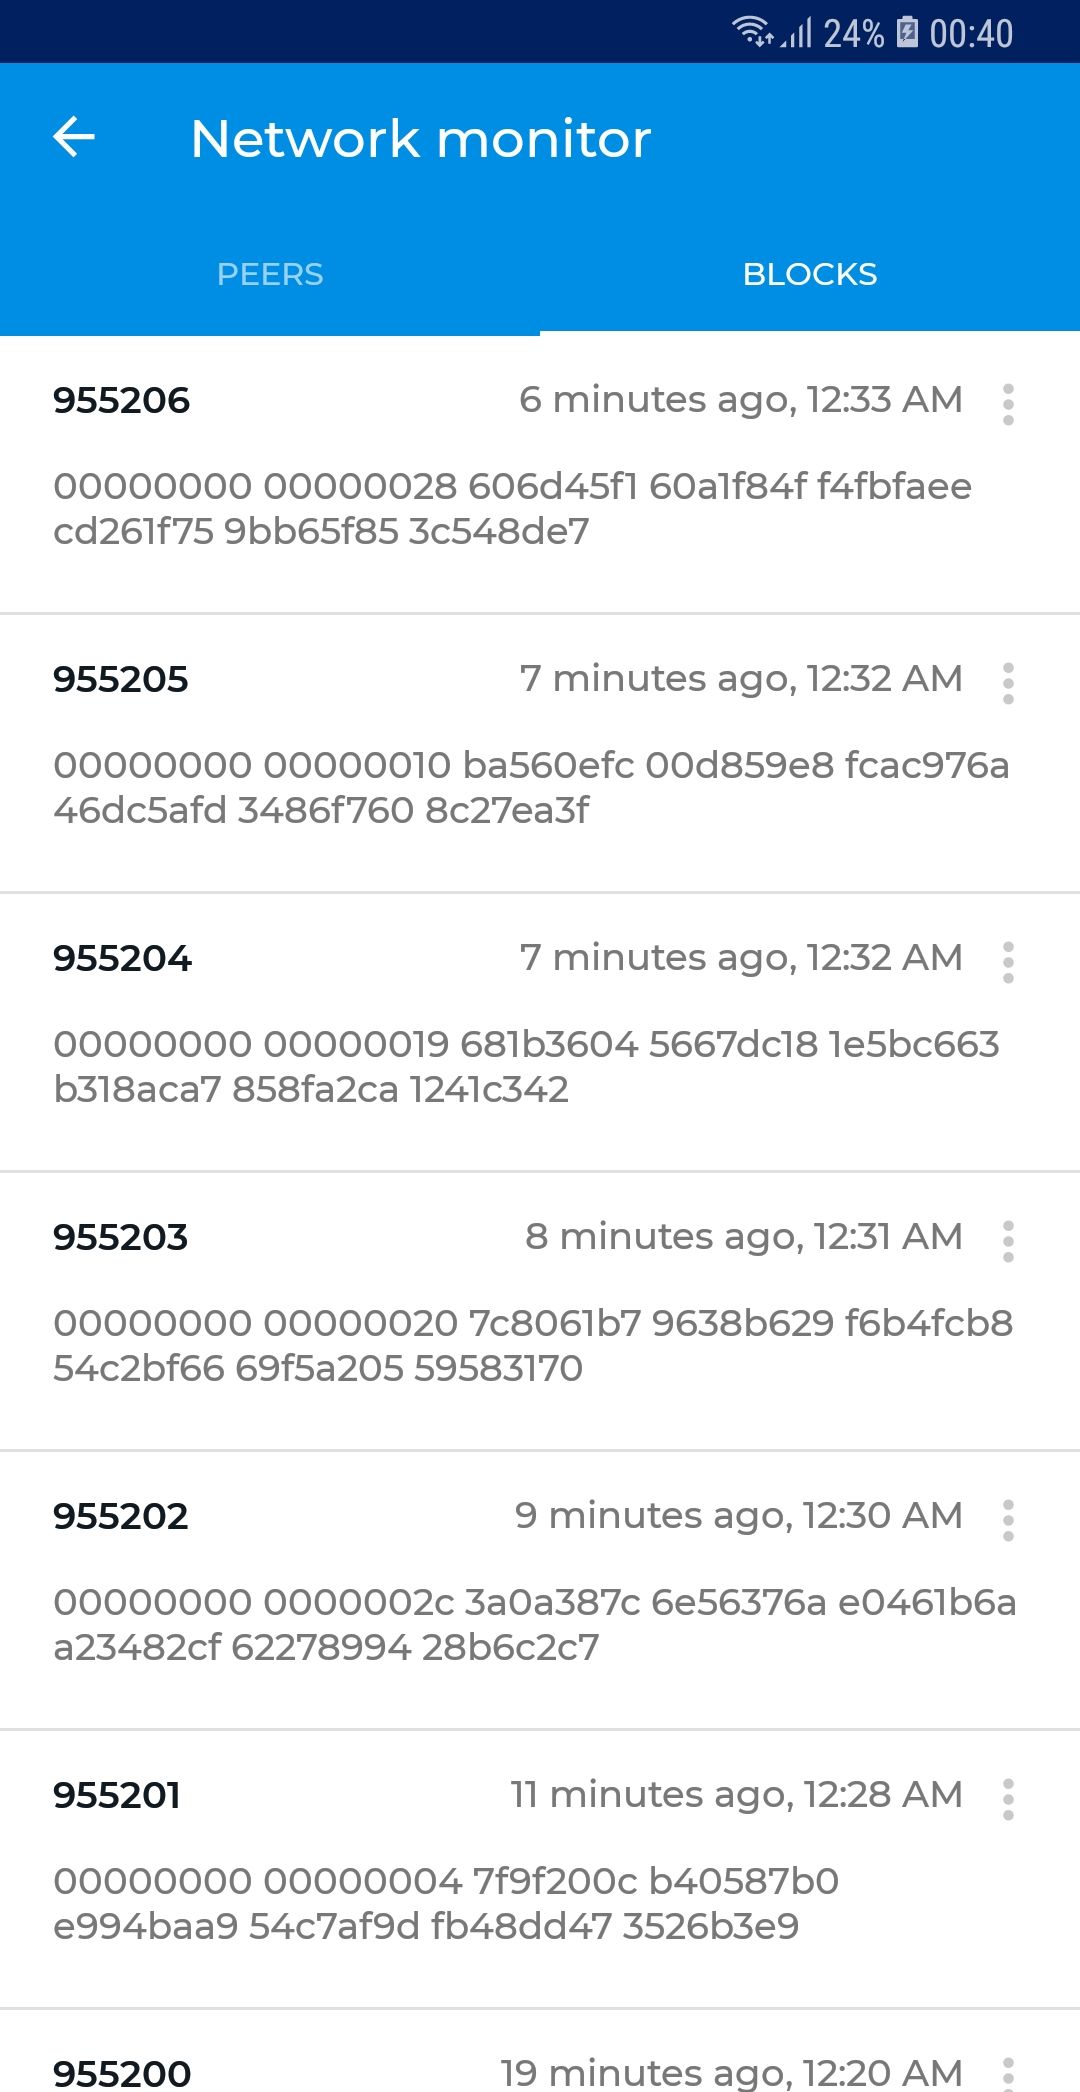 24% 00:40
Network monitor
PEERS BLOCKS
955206 6 minutes ago, 12:33 AM
00000000 00000028 606d45f1 60a1f84f f4fbfaee
cd261f75 9bb65f85 3c548de7
955205 7 minutes ago, 12:32 AM
00000000 00000010 ba560efc 00d859e8 fcac976a
46dc5afd 3486f760 8c27ea3f
955204 7 minutes ago, 12:32 AM
00000000 00000019 681b3604 5667dc18 1e5bc663
b318aca7 858fa2ca 1241c342
955203 8 minutes ago, 12:31 AM
00000000 00000020 7c8061b7 9638b629 f6b4fcb8
54c2bf66 69f5a205 59583170
955202 9 minutes ago, 12:30 AM
00000000 0000002c 3a0a387c 6e56376a e0461b6a
a23482cf 62278994 28b6c2c7
955201 11 minutes ago, 12:28 AM
00000000 00000004 7f9f200c b40587b0
e994baa9 54c7af9d fb48dd47 3526b3e9
955200 19 minutes ago, 12:20 AM